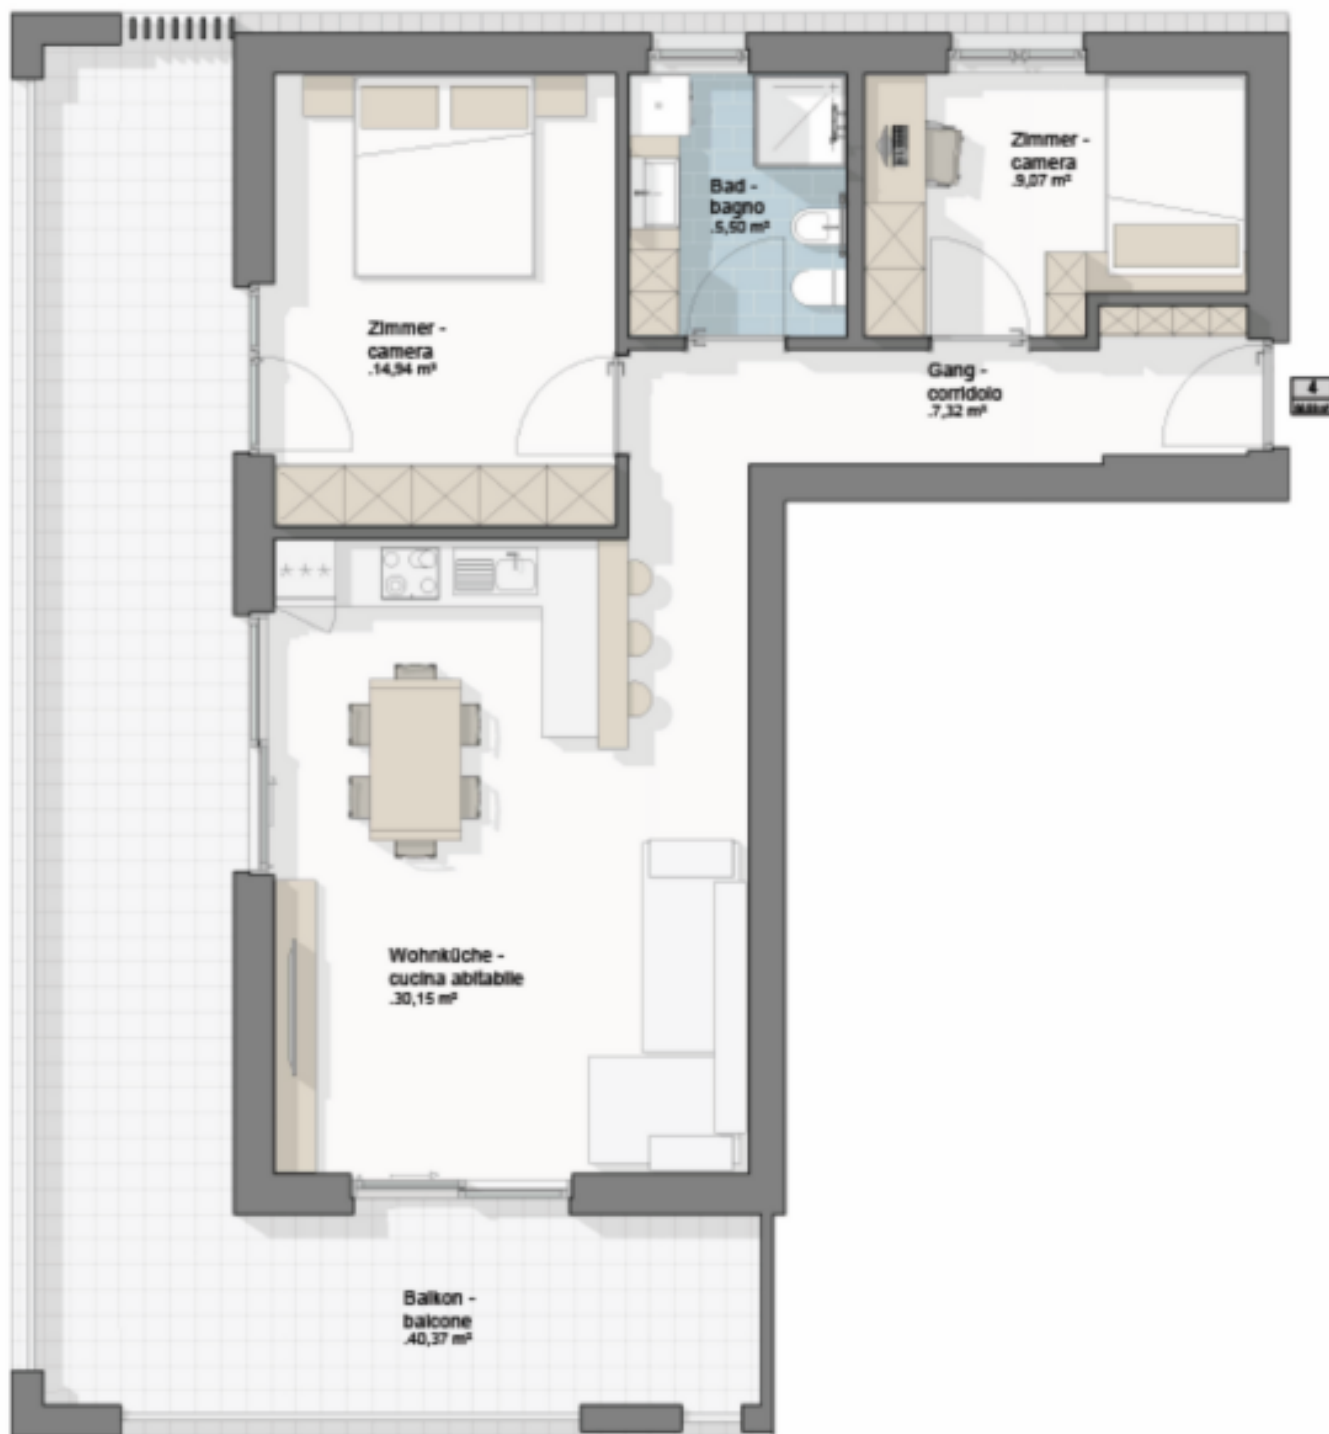 Zimmer -
camera
.14,94 m²
Bad -
bagno
.5,50 m²
Zimmer -
camera
.9,07 m²
Gang -
corridoio
.7,32 m²
4
Wohnküche -
cucina abitabile
.30,15 m²
Balkon -
balcone
.40,37 m²